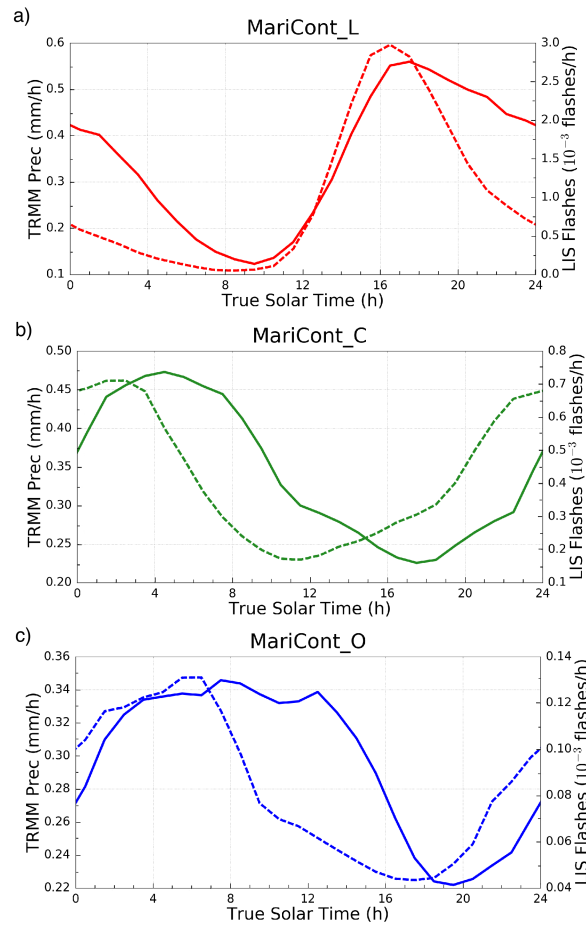 a)
MariCont_L
0.6
0.5
0.4
0.3
0.2
0.1
TRMM Prec (mm/h)
3.0
2.5
2.0
1.5
1.0
0.5
0.0
LIS Flashes (10⁻³ flashes/h)
0 4 8 12 16 20 24
True Solar Time (h)
b)
MariCont_C
0.50
0.45
0.40
0.35
0.30
0.25
0.20
TRMM Prec (mm/h)
0.8
0.7
0.6
0.5
0.4
0.3
0.2
0.1
LIS Flashes (10⁻³ flashes/h)
0 4 8 12 16 20 24
True Solar Time (h)
c)
MariCont_O
0.36
0.34
0.32
0.30
0.28
0.26
0.24
0.22
TRMM Prec (mm/h)
0.14
0.12
0.10
0.08
0.06
0.04
LIS Flashes (10⁻³ flashes/h)
0 4 8 12 16 20 24
True Solar Time (h)